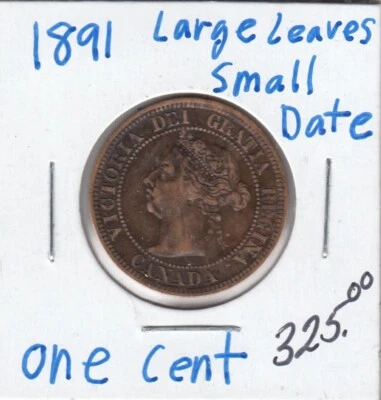 1891 Large Leaves
Small
Date
VICTORIA DEI GRATIA REGINA
CANADA
One Cent 325.00